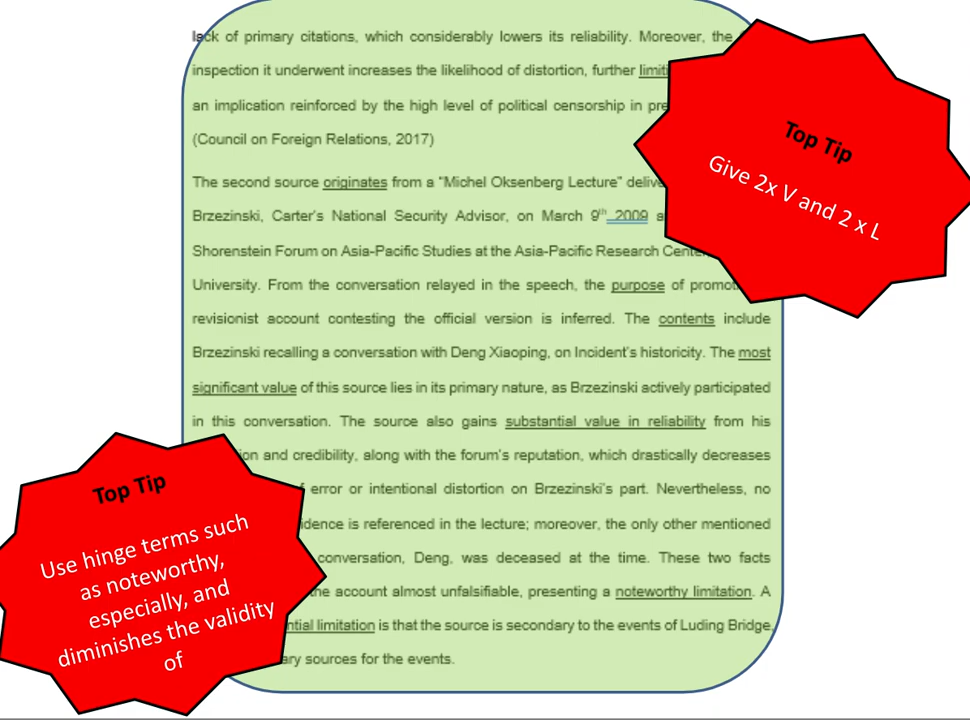 lack of primary citations, which considerably lowers its reliability. Moreover, the
inspection it underwent increases the likelihood of distortion, further
an implication reinforced by the high level of political censorship in
(Council on Foreign Relations, 2017)
The second source originates from a “Michel Oksenberg Lecture”
Brzezinski, Carter’s National Security Advisor, on March 9th 2009
Shorenstein Forum on Asia-Pacific Studies at the Asia-Pacific Research
University. From the conversation relayed in the speech, the purpose of
revisionist account contesting the official version is inferred. The contents include
Brzezinski recalling a conversation with Deng Xiaoping, on Incident’s historicity. The most
significant value of this source lies in its primary nature, as Brzezinski actively participated
in this conversation. The source also gains substantial value in reliability from his
and credibility, along with the forum’s reputation, which drastically decreases
error or intentional distortion on Brzezinski’s part. Nevertheless, no
is referenced in the lecture; moreover, the only other mentioned
conversation, Deng, was deceased at the time. These two facts
the account almost unfalsifiable, presenting a noteworthy limitation. A
limitation is that the source is secondary to the events of Luding Bridge,
sources for the events.
Top Tip
Give 2x V and 2 x L
Top Tip
Use hinge terms such
as noteworthy,
especially, and
diminishes the validity
of